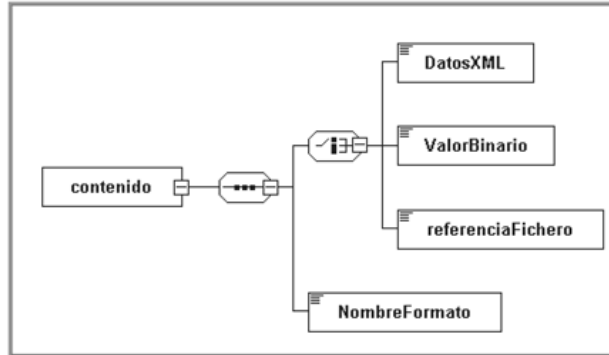 DatosXML
ValorBinario
contenido
referenciaFichero
NombreFormato